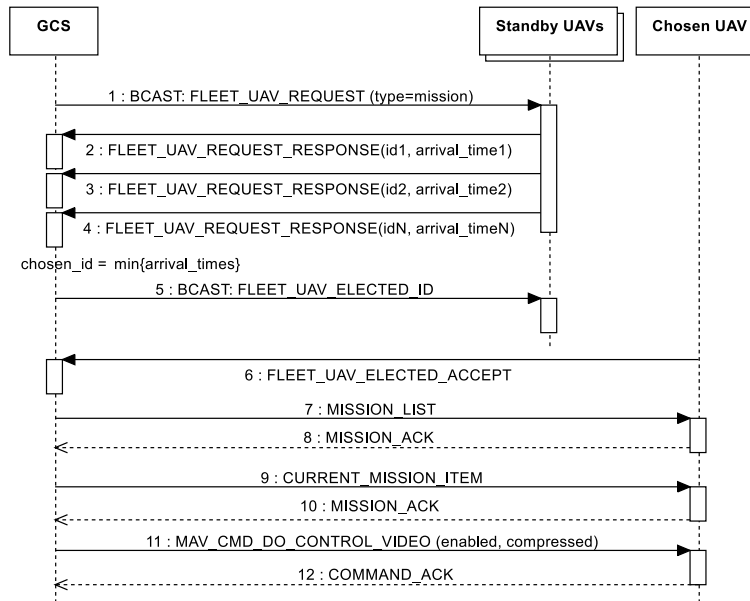 GCS
Standby UAVs
Chosen UAV
1 : BCAST: FLEET_UAV_REQUEST (type=mission)
2 : FLEET_UAV_REQUEST_RESPONSE(id1, arrival_time1)
3 : FLEET_UAV_REQUEST_RESPONSE(id2, arrival_time2)
4 : FLEET_UAV_REQUEST_RESPONSE(idN, arrival_timeN)
chosen_id = min{arrival_times}
5 : BCAST: FLEET_UAV_ELECTED_ID
6 : FLEET_UAV_ELECTED_ACCEPT
7 : MISSION_LIST
8 : MISSION_ACK
9 : CURRENT_MISSION_ITEM
10 : MISSION_ACK
11 : MAV_CMD_DO_CONTROL_VIDEO (enabled, compressed)
12 : COMMAND_ACK